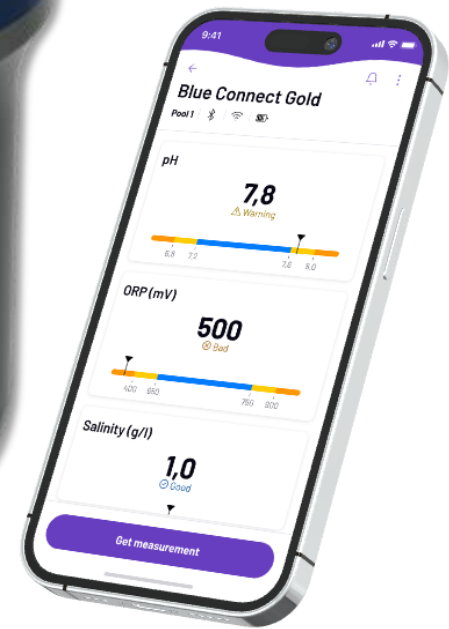 9:41
Blue Connect Gold
Pool 1
pH
7,8
Warning
6,8 7,2 7,6 8,0
ORP (mV)
500
Bad
400 650 750 800
Salinity (g/l)
1,0
Good
Get measurement